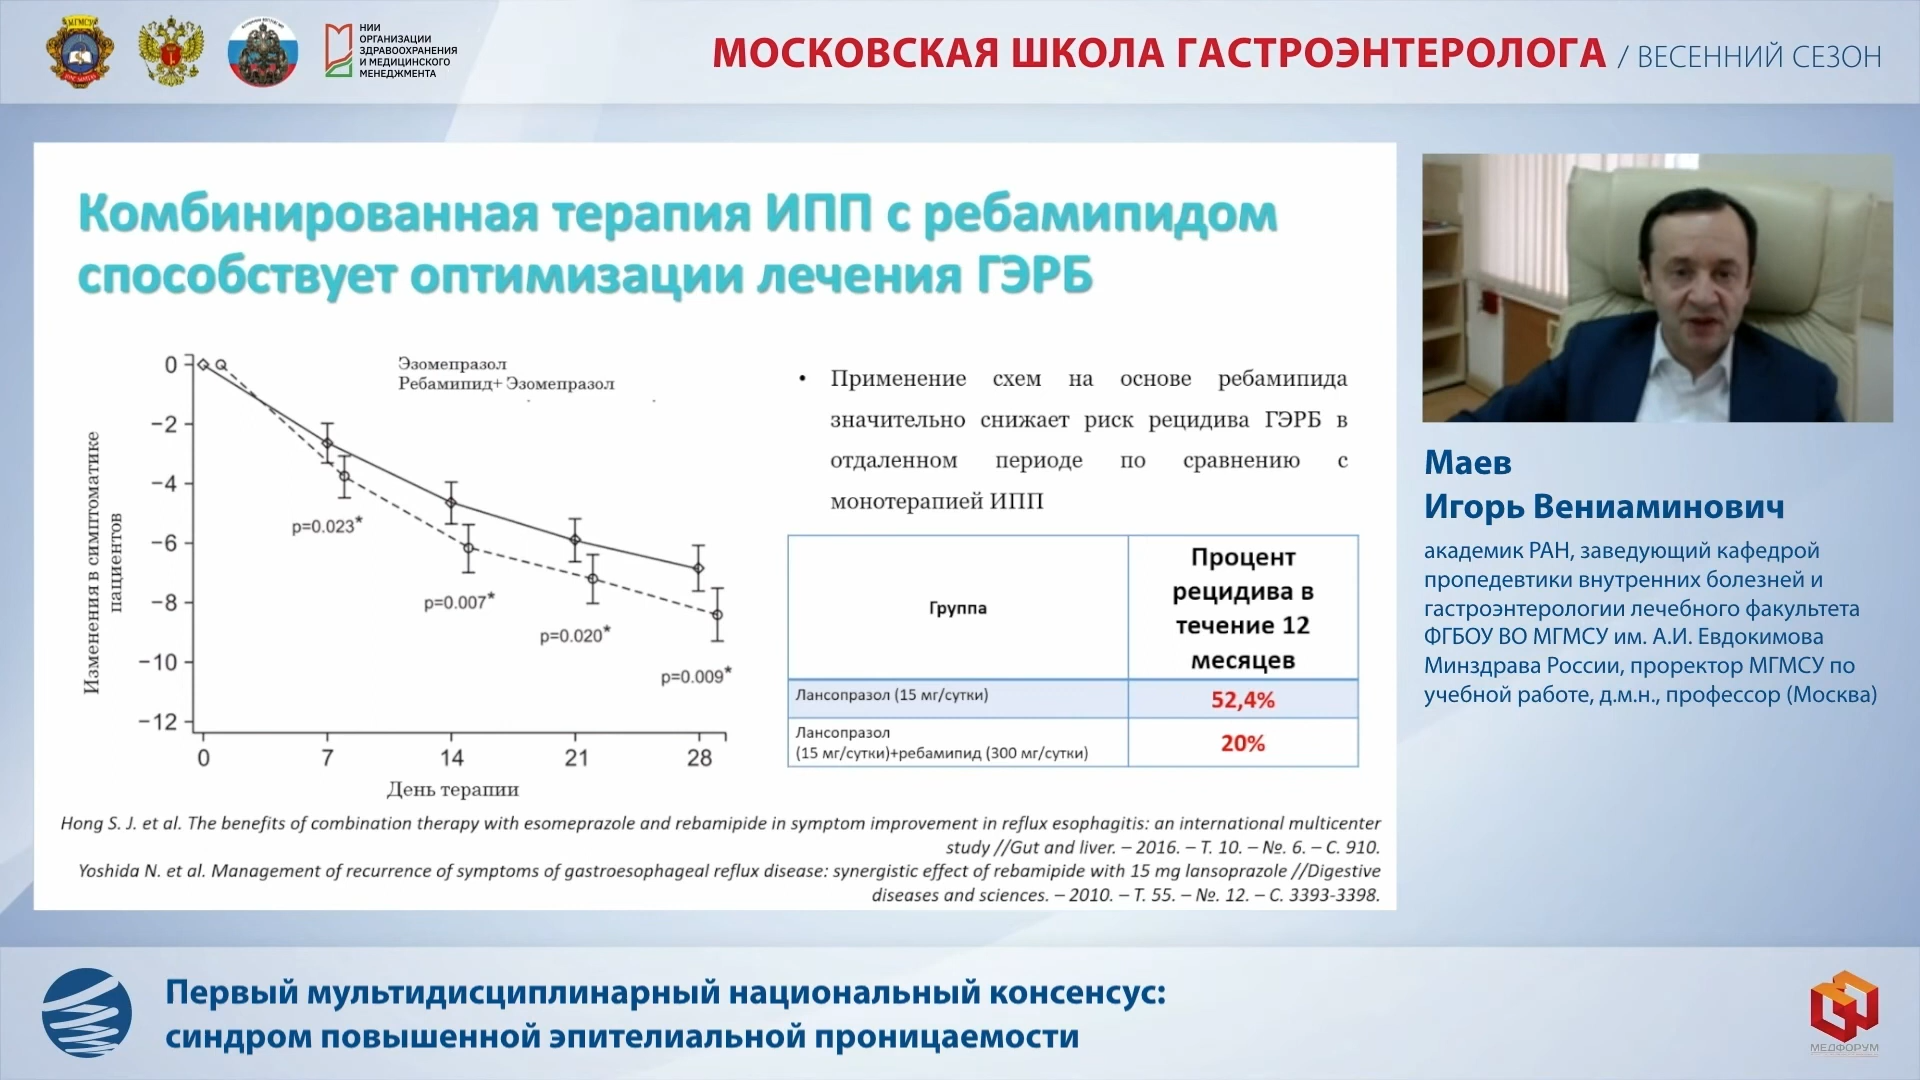 НИИ
ОРГАНИЗАЦИИ
ЗДРАВООХРАНЕНИЯ
И МЕДИЦИНСКОГО
МЕНЕДЖМЕНТА
МОСКОВСКАЯ ШКОЛА ГАСТРОЭНТЕРОЛОГА / ВЕСЕННИЙ СЕЗОН
Комбинированная терапия ИПП с ребамипидом
способствует оптимизации лечения ГЭРБ
Эзомепразол
Ребамипид+ Эзомепразол
Изменения в симптоматике
пациентов
0
−2
−4
−6
−8
−10
−12
p=0.023*
p=0.007*
p=0.020*
p=0.009*
0 7 14 21 28
День терапии
• Применение схем на основе ребамипида
значительно снижает риск рецидива ГЭРБ в
отдаленном периоде по сравнению с
монотерапией ИПП
Группа
Процент
рецидива в
течение 12
месяцев
Лансопразол (15 мг/сутки)
52,4%
Лансопразол
(15 мг/сутки)+ребамипид (300 мг/сутки)
20%
Hong S. J. et al. The benefits of combination therapy with esomeprazole and rebamipide in symptom improvement in reflux esophagitis: an international multicenter
study //Gut and liver. – 2016. – Т. 10. – №. 6. – С. 910.
Yoshida N. et al. Management of recurrence of symptoms of gastroesophageal reflux disease: synergistic effect of rebamipide with 15 mg lansoprazole //Digestive
diseases and sciences. – 2010. – Т. 55. – №. 12. – С. 3393-3398.
Маев
Игорь Вениаминович
академик РАН, заведующий кафедрой
пропедевтики внутренних болезней и
гастроэнтерологии лечебного факультета
ФГБОУ ВО МГМСУ им. А.И. Евдокимова
Минздрава России, проректор МГМСУ по
учебной работе, д.м.н., профессор (Москва)
Первый мультидисциплинарный национальный консенсус:
синдром повышенной эпителиальной проницаемости
МЕДФОРУМ